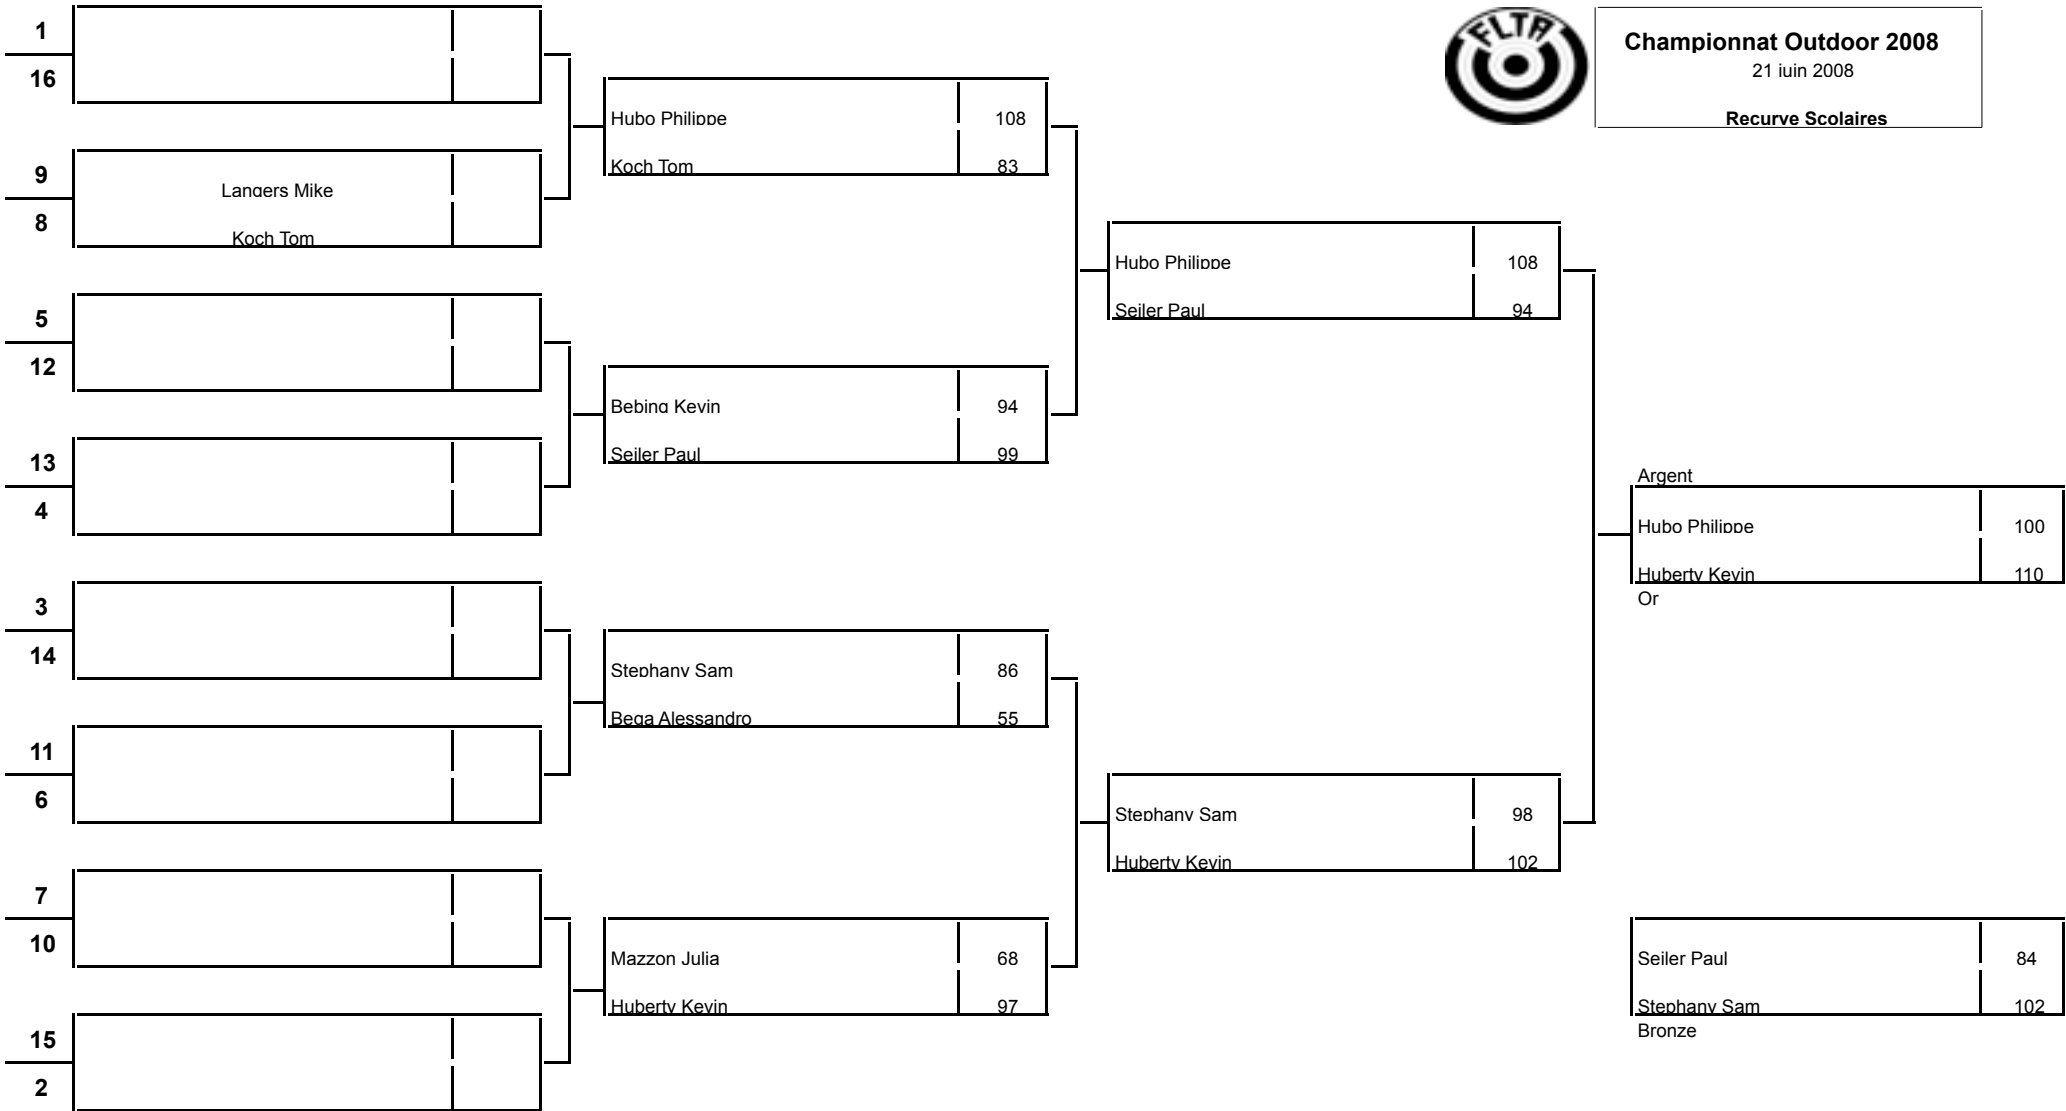 FLTA
Championnat Outdoor 2008
21 juin 2008
Recurve Scolaires
1
16
9
Langers Mike
8
Koch Tom
5
12
13
4
3
14
11
6
7
10
15
2
Hubo Philippe 108
Koch Tom 83
Bebing Kevin 94
Seiler Paul 99
Stephany Sam 86
Bega Alessandro 55
Mazzon Julia 68
Huberty Kevin 97
Hubo Philippe 108
Seiler Paul 94
Stephany Sam 98
Huberty Kevin 102
Argent
Hubo Philippe 100
Huberty Kevin 110
Or
Seiler Paul 84
Stephany Sam 102
Bronze